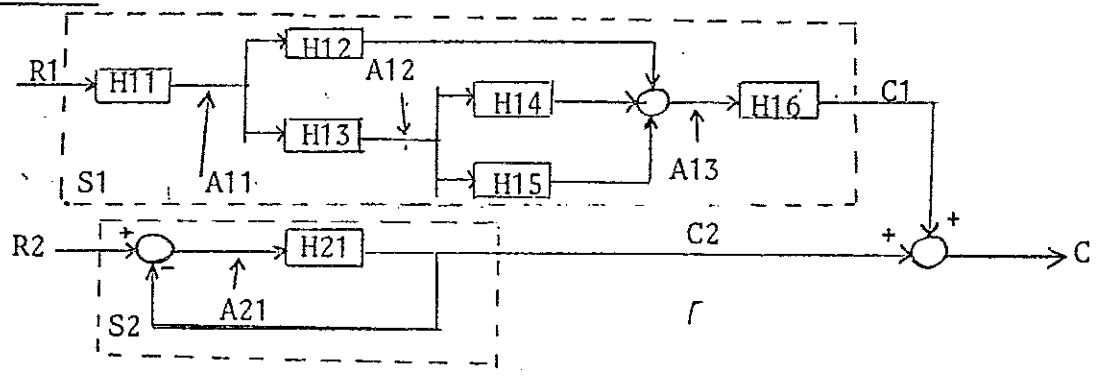 H12
R1
H11
A12
H14
H16
C1
H13
A11
H15
A13
S1
R2
+
-
H21
C2
+
+
C
A21
S2
r